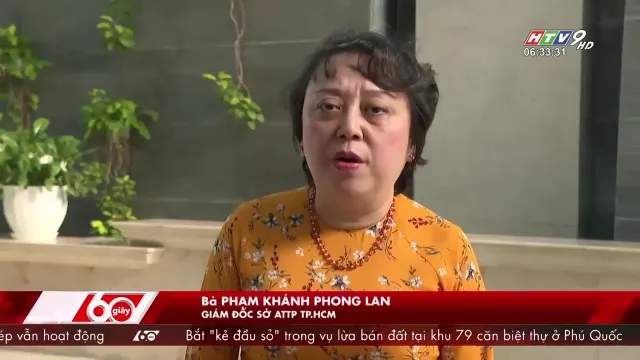 HTV9 HD
06:33:31
60 giây
Bà PHẠM KHÁNH PHONG LAN
GIÁM ĐỐC SỞ ATTP TP.HCM
ép vẫn hoạt động 60s Bắt "kẻ đầu sỏ" trong vụ lừa bán đất tại khu 79 căn biệt thự ở Phú Quốc